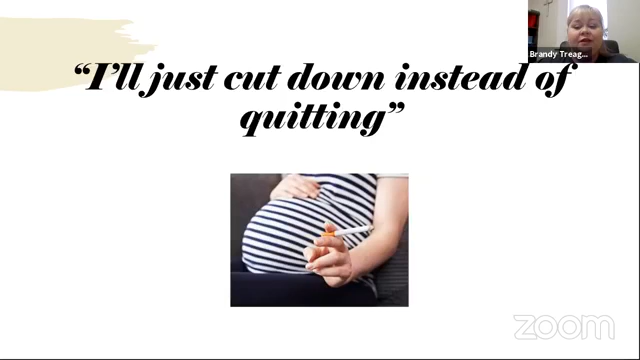 Brandy Treag...
“I’ll just cut down instead of
quitting”
zoom